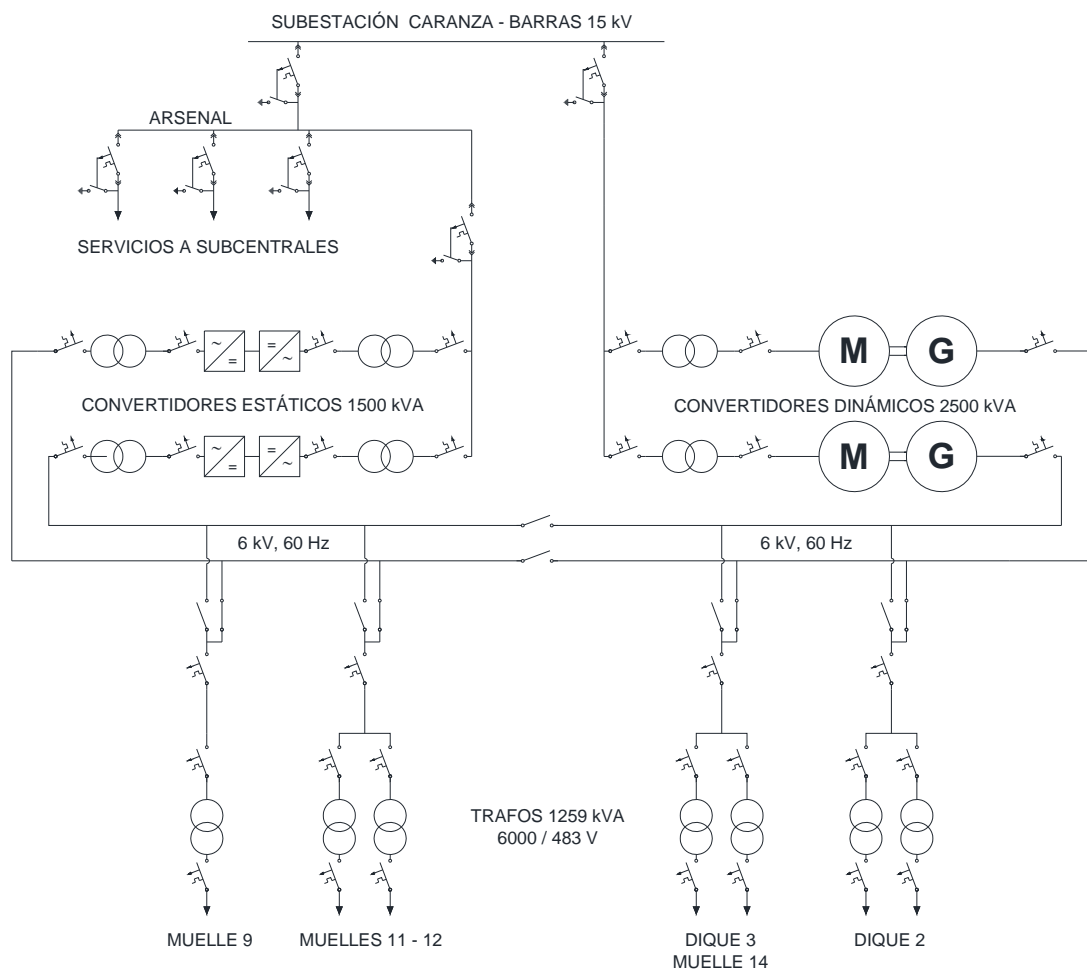 SUBESTACIÓN CARANZA - BARRAS 15 kV
ARSENAL
SERVICIOS A SUBCENTRALES
~
=
=
~
M
G
CONVERTIDORES ESTÁTICOS 1500 kVA
CONVERTIDORES DINÁMICOS 2500 kVA
~
=
=
~
M
G
6 kV, 60 Hz
6 kV, 60 Hz
TRAFOS 1259 kVA
6000 / 483 V
MUELLE 9
MUELLES 11 - 12
DIQUE 3
MUELLE 14
DIQUE 2